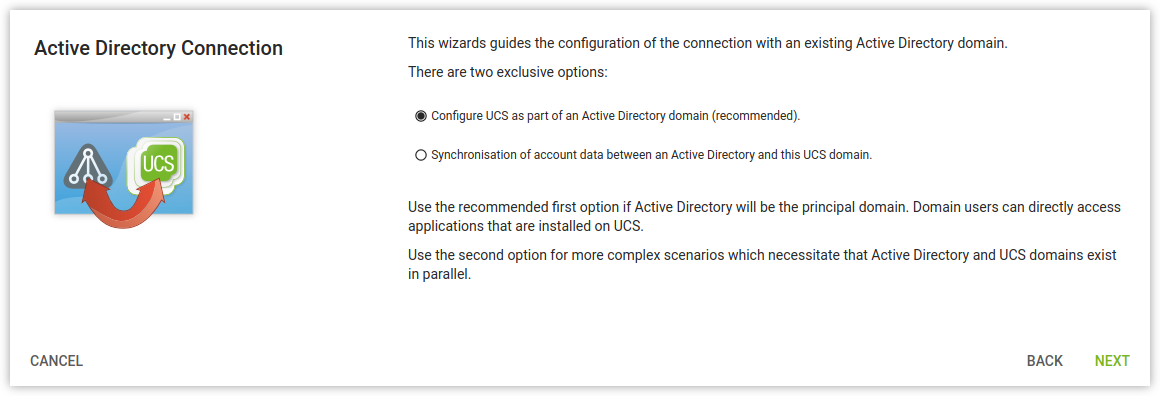 Active Directory Connection
This wizards guides the configuration of the connection with an existing Active Directory domain.
There are two exclusive options:
Configure UCS as part of an Active Directory domain (recommended).
Synchronisation of account data between an Active Directory and this UCS domain.
UCS
Use the recommended first option if Active Directory will be the principal domain. Domain users can directly access
applications that are installed on UCS.
Use the second option for more complex scenarios which necessitate that Active Directory and UCS domains exist
in parallel.
CANCEL
BACK
NEXT